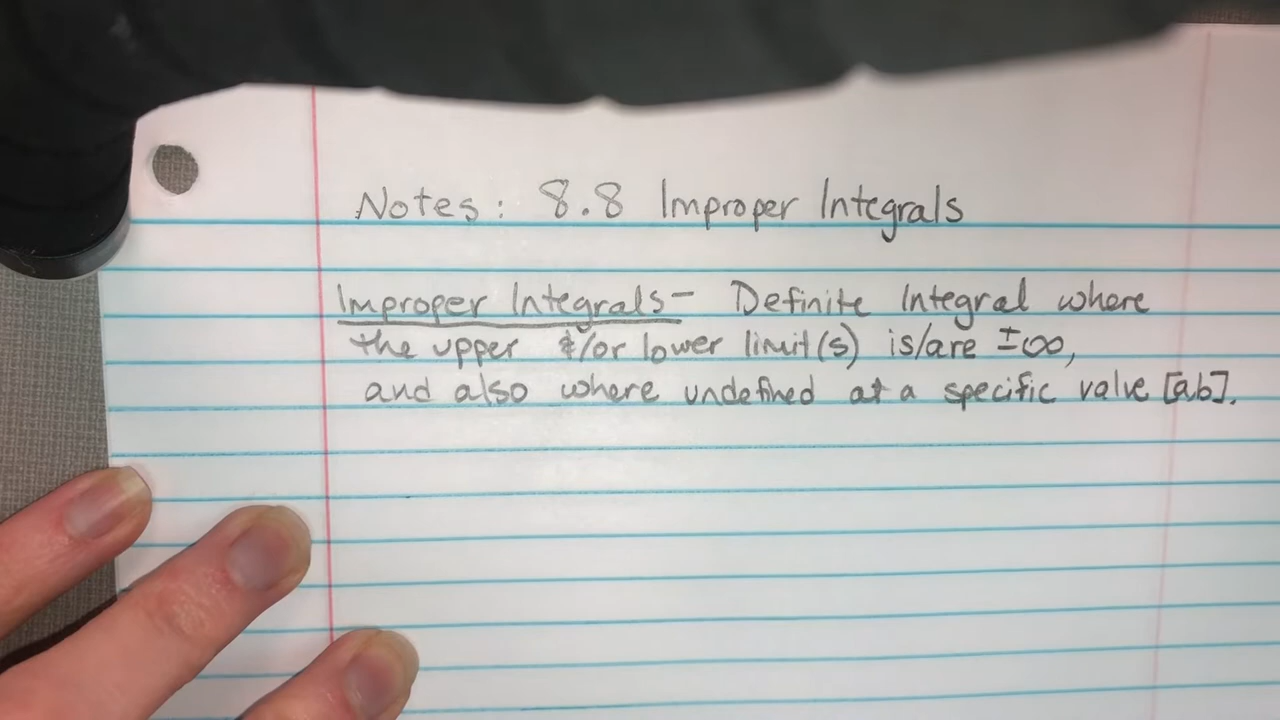 Notes: 8.8 Improper Integrals
Improper Integrals- Definite Integral where
the upper &/or lower limit(s) is/are ±∞,
and also where undefined at a specific value [ab].